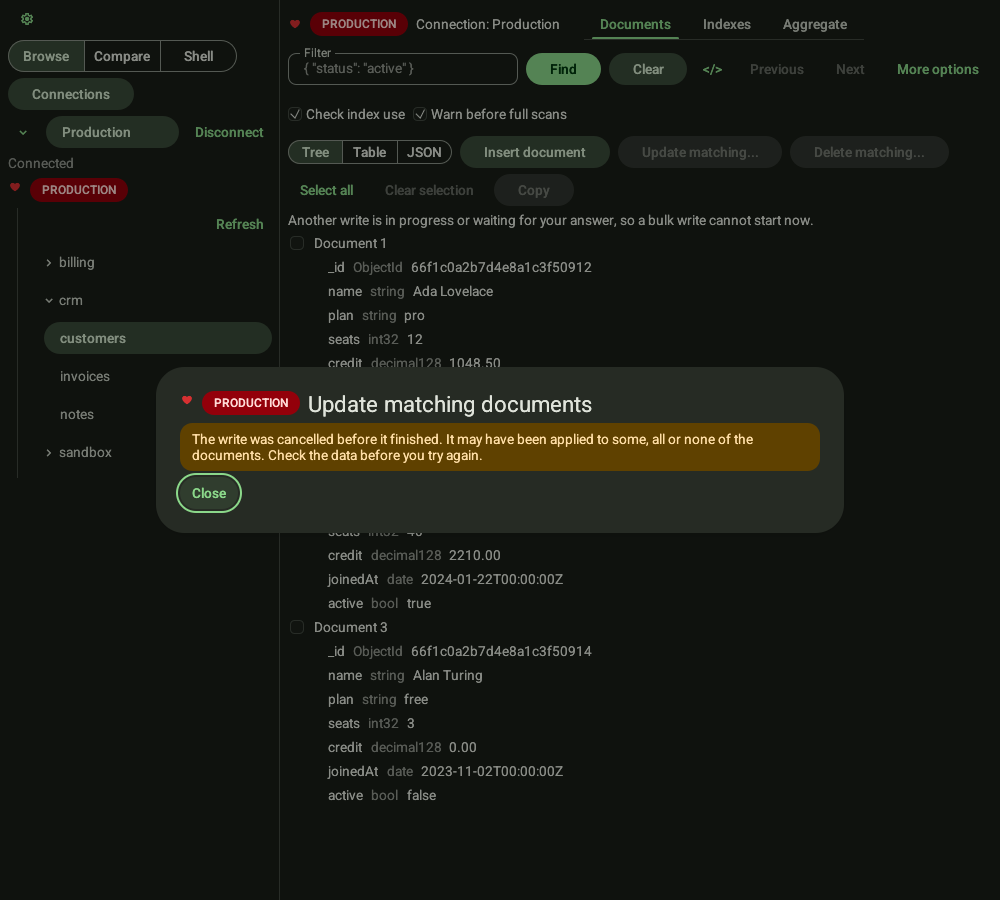 PRODUCTION Connection: Production Documents Indexes Aggregate
Browse Compare Shell
Filter
{ "status": "active" } Find Clear </> Previous Next More options
Connections
Check index use Warn before full scans
Production Disconnect
Connected
Tree Table JSON Insert document Update matching... Delete matching...
PRODUCTION
Select all Clear selection Copy
Refresh
Another write is in progress or waiting for your answer, so a bulk write cannot start now.
billing
crm
customers
invoices
notes
sandbox
Document 1
_id ObjectId 66f1c0a2b7d4e8a1c3f50912
name string Ada Lovelace
plan string pro
seats int32 12
credit decimal128 1048.50
PRODUCTION Update matching documents
The write was cancelled before it finished. It may have been applied to some, all or none of the
documents. Check the data before you try again.
Close
seats int32 40
credit decimal128 2210.00
joinedAt date 2024-01-22T00:00:00Z
active bool true
Document 3
_id ObjectId 66f1c0a2b7d4e8a1c3f50914
name string Alan Turing
plan string free
seats int32 3
credit decimal128 0.00
joinedAt date 2023-11-02T00:00:00Z
active bool false